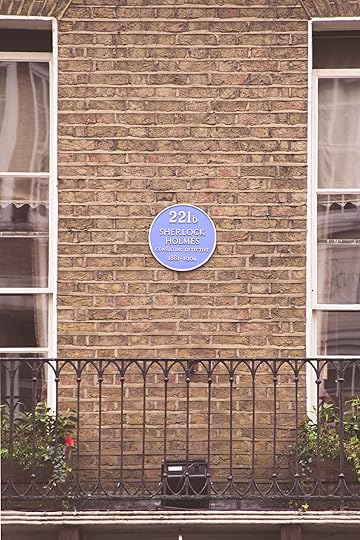 221b
SHERLOCK
HOLMES
CONSULTING DETECTIVE
1881-1904